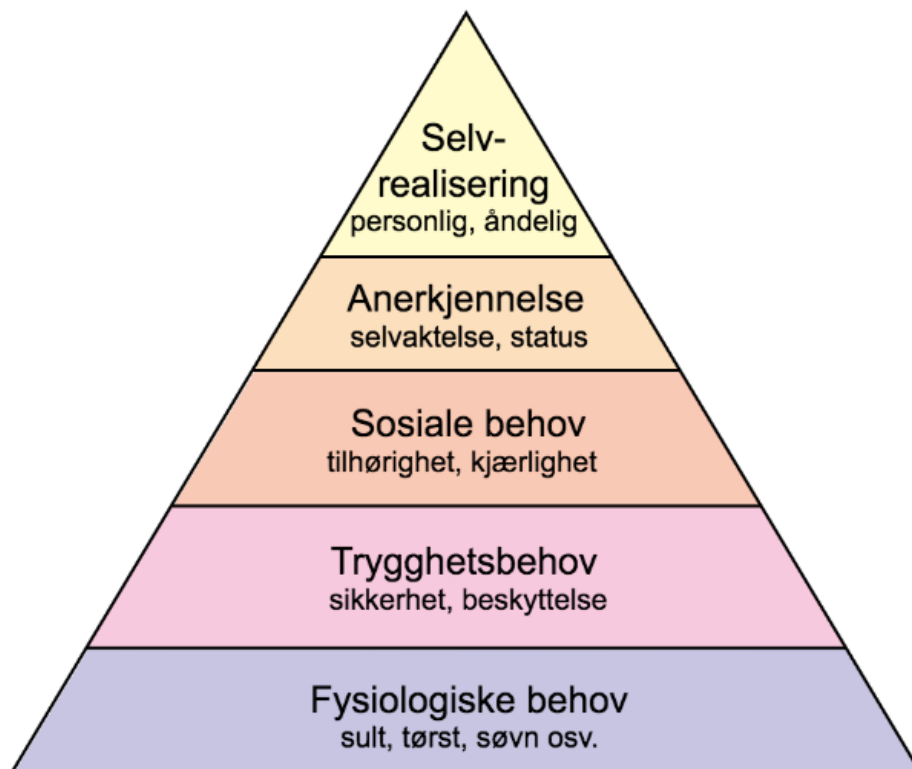 Selv-
realisering
personlig, åndelig
Anerkjennelse
selvaktelse, status
Sosiale behov
tilhørighet, kjærlighet
Trygghetsbehov
sikkerhet, beskyttelse
Fysiologiske behov
sult, tørst, søvn osv.